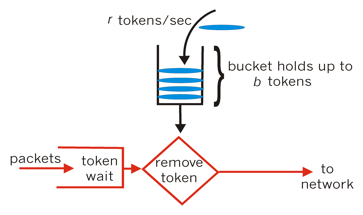 r tokens/sec
bucket holds up to
b tokens
packets
token
wait
remove
token
to
network